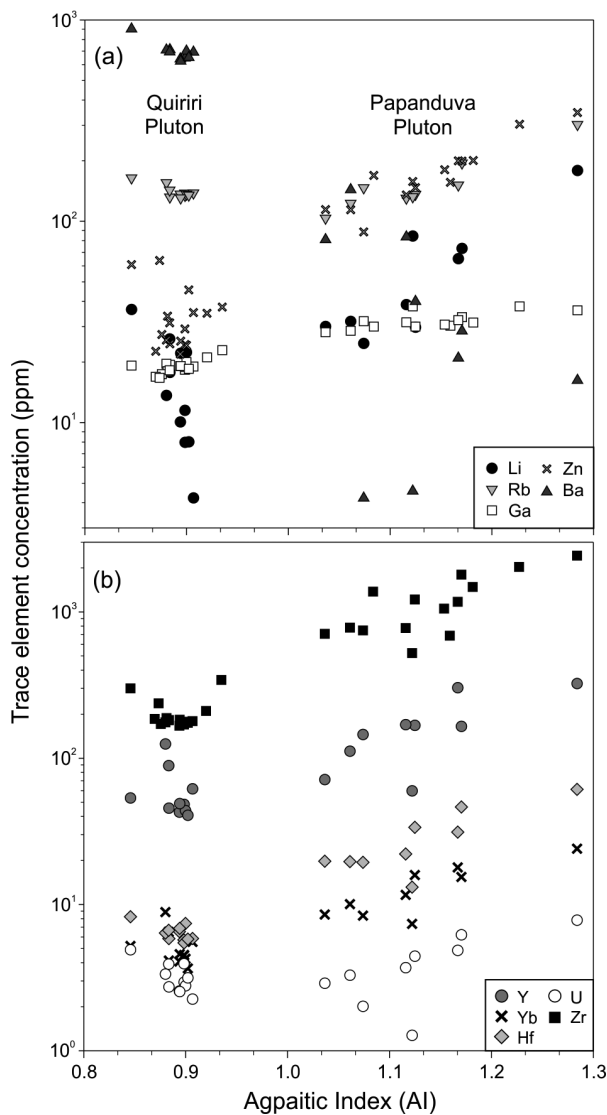 10³
(a)
Quiriri
Pluton
Papanduva
Pluton
10²
10¹
Li
Zn
Rb
Ba
Ga
Trace element concentration (ppm)
(b)
10³
10²
10¹
10⁰
Y
U
Yb
Zr
Hf
0.8 0.9 1.0 1.1 1.2 1.3
Agpaitic Index (AI)